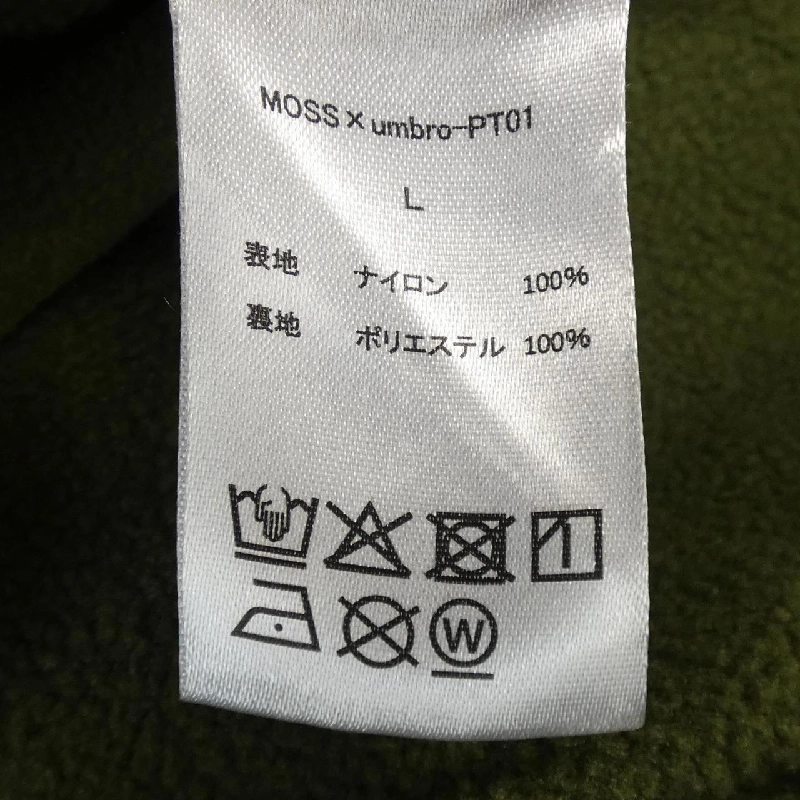 MOSS×umbro-PT01
L
表地 ナイロン 100%
裏地 ポリエステル 100%
W